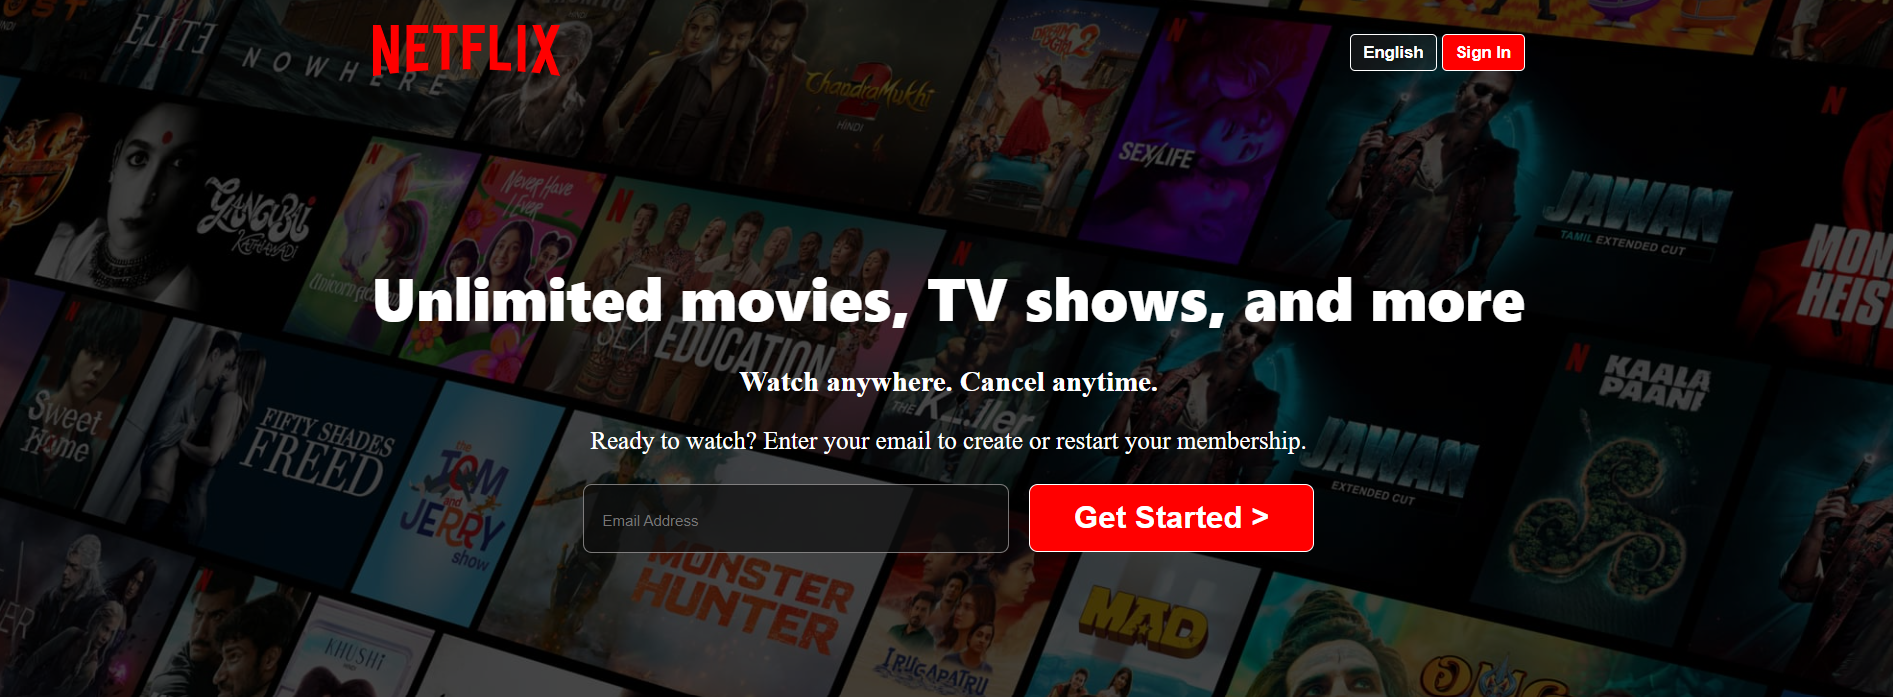 NETFLIX
English
Sign In
ELITE
NOWHERE
ChandraMukhi
2
HINDI
DREAM GIRL 2
SEX/LIFE
JAWAN
TAMIL EXTENDED CUT
GANGUBAI
KATHIAWADI
Never Have
I Ever
Unlimited movies, TV shows, and more
SEX EDUCATION
Watch anywhere. Cancel anytime.
KAALA
PAANI
Sweet
Home
FIFTY SHADES
FREED
THE
Ready to watch? Enter your email to create or restart your membership.
JAWAN
EXTENDED CUT
the
TOM
and
JERRY
show
Email Address
Get Started >
MONSTER
HUNTER
MAD
IRUGAPATRU
KHUSHI
HEIST